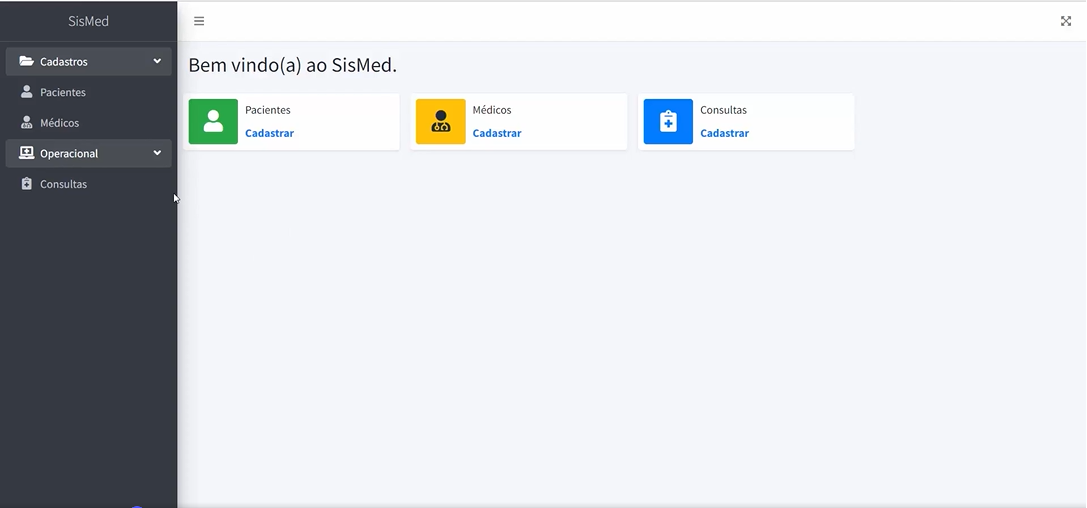 SisMed
Cadastros
Pacientes
Médicos
Operacional
Consultas
Bem vindo(a) ao SisMed.
Pacientes
Cadastrar
Médicos
Cadastrar
Consultas
Cadastrar